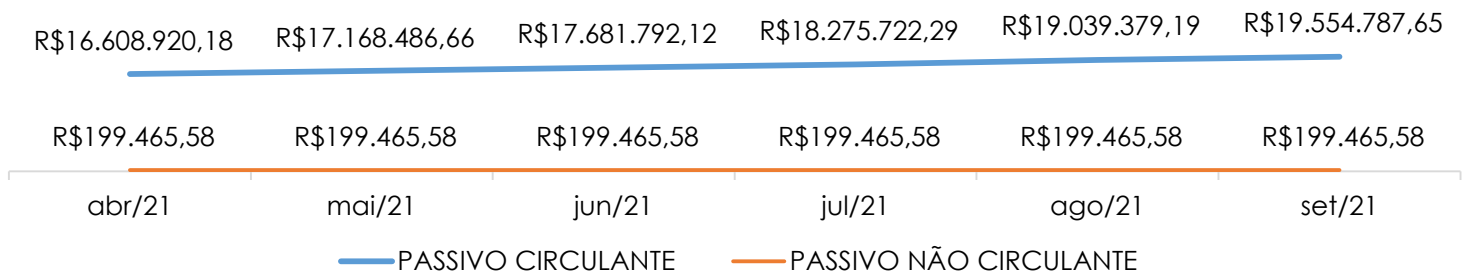 R$16.608.920,18 R$17.168.486,66 R$17.681.792,12 R$18.275.722,29 R$19.039.379,19 R$19.554.787,65
R$199.465,58 R$199.465,58 R$199.465,58 R$199.465,58 R$199.465,58 R$199.465,58
abr/21 mai/21 jun/21 jul/21 ago/21 set/21
PASSIVO CIRCULANTE PASSIVO NÃO CIRCULANTE